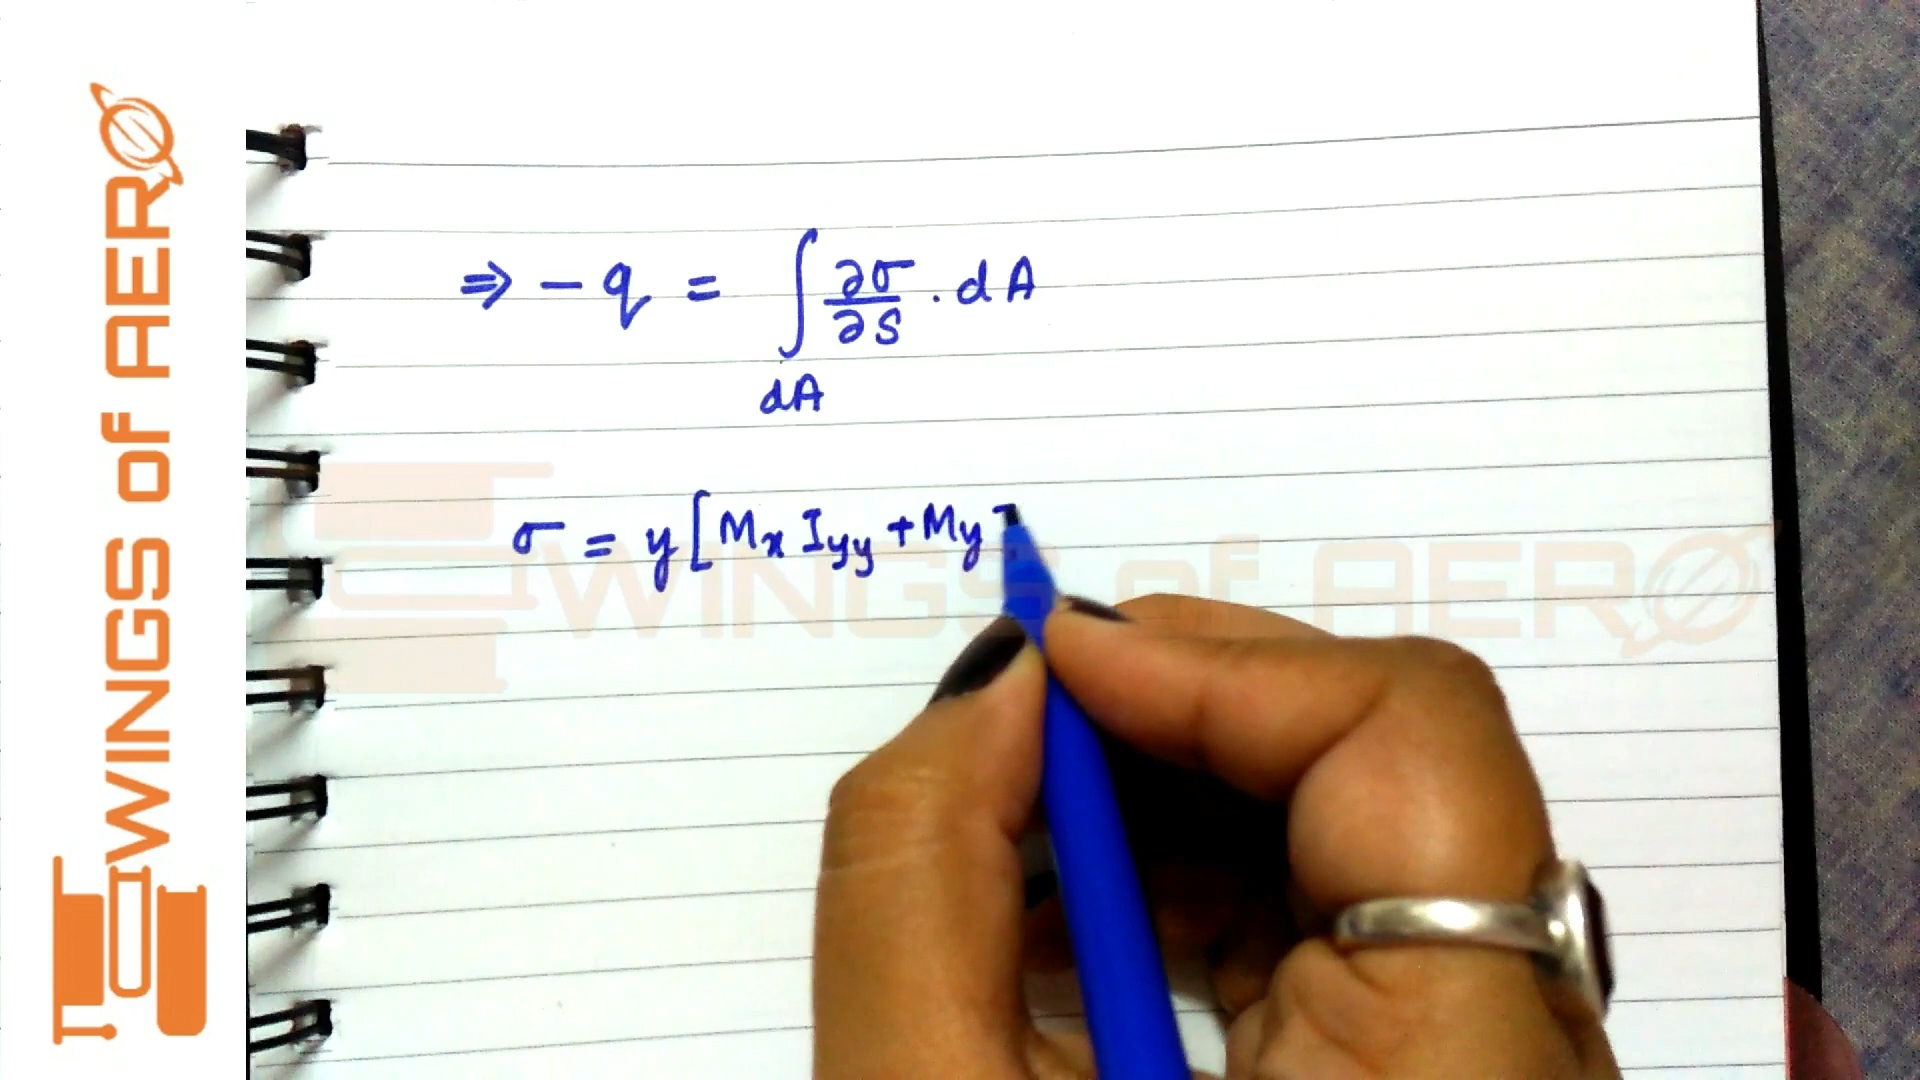 WINGS of AERO
⇒ - q = ∫ ∂σ/∂S . dA
dA
σ = y [ Mx Iyy + My
WINGS of AERO